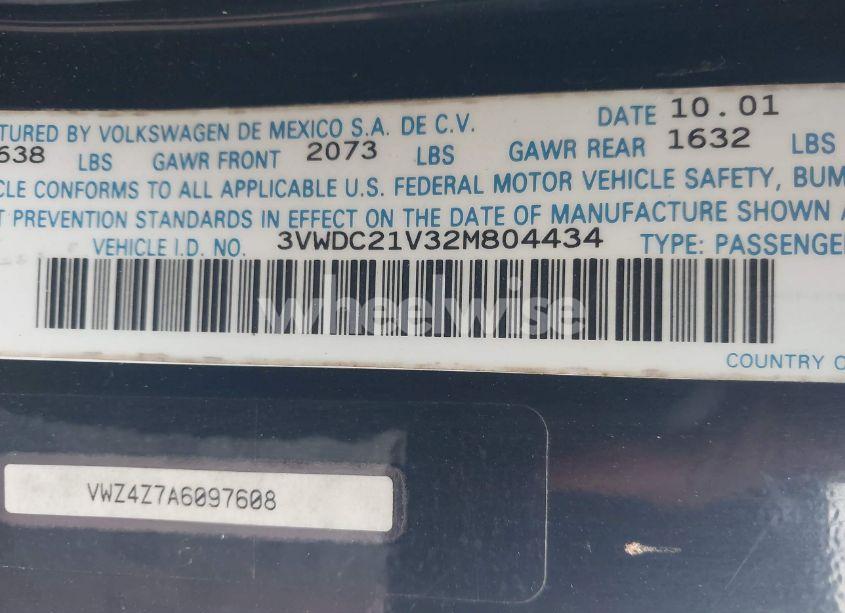 TURED BY VOLKSWAGEN DE MEXICO S.A. DE C.V. DATE 10.01
638 LBS GAWR FRONT 2073 LBS GAWR REAR 1632 LBS
CLE CONFORMS TO ALL APPLICABLE U.S. FEDERAL MOTOR VEHICLE SAFETY, BUM
T PREVENTION STANDARDS IN EFFECT ON THE DATE OF MANUFACTURE SHOWN A
VEHICLE I.D. NO. 3VWDC21V32M804434 TYPE: PASSENGE
wheelwise
COUNTRY O
VWZ4Z7A6097608